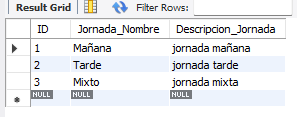 Result Grid Filter Rows:
ID Jornada_Nombre Descripcion_Jornada
1 Mañana jornada mañana
2 Tarde jornada tarde
3 Mixto jornada mixta
NULL NULL NULL